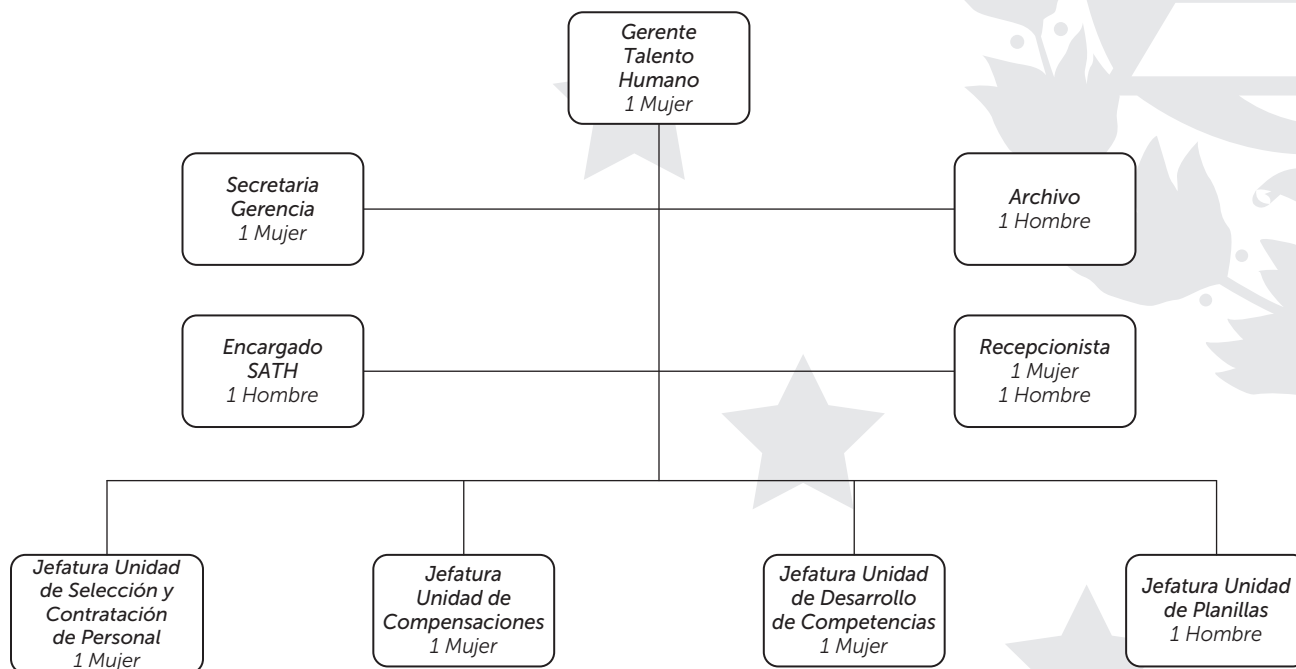 Gerente
Talento
Humano
1 Mujer
Secretaria
Gerencia
1 Mujer
Archivo
1 Hombre
Encargado
SATH
1 Hombre
Recepcionista
1 Mujer
1 Hombre
Jefatura Unidad
de Selección y
Contratación
de Personal
1 Mujer
Jefatura
Unidad de
Compensaciones
1 Mujer
Jefatura Unidad
de Desarrollo
de Competencias
1 Mujer
Jefatura Unidad
de Planillas
1 Hombre